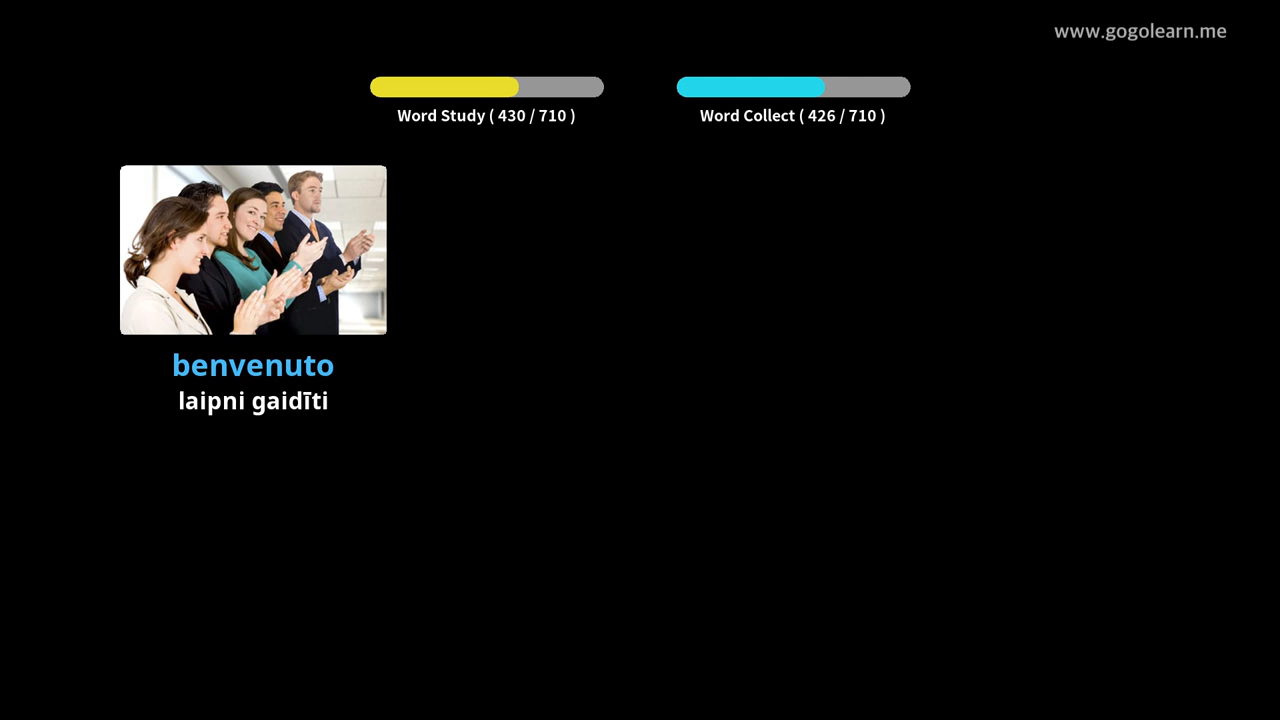 www.gogolearn.me
Word Study ( 430 / 710 )
Word Collect ( 426 / 710 )
benvenuto
laipni gaidīti